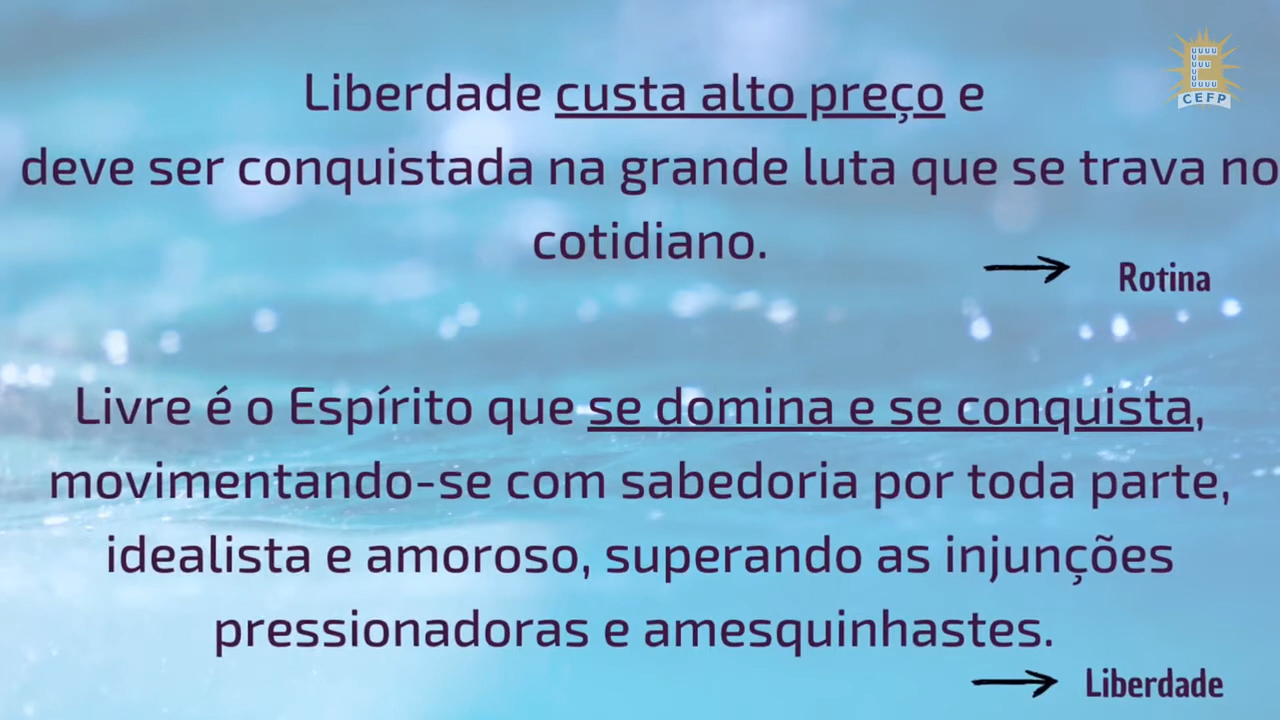 Liberdade custa alto preço e
deve ser conquistada na grande luta que se trava no
cotidiano.
Rotina
Livre é o Espírito que se domina e se conquista,
movimentando-se com sabedoria por toda parte,
idealista e amoroso, superando as injunções
pressionadoras e amesquinhastes.
Liberdade
CEFP